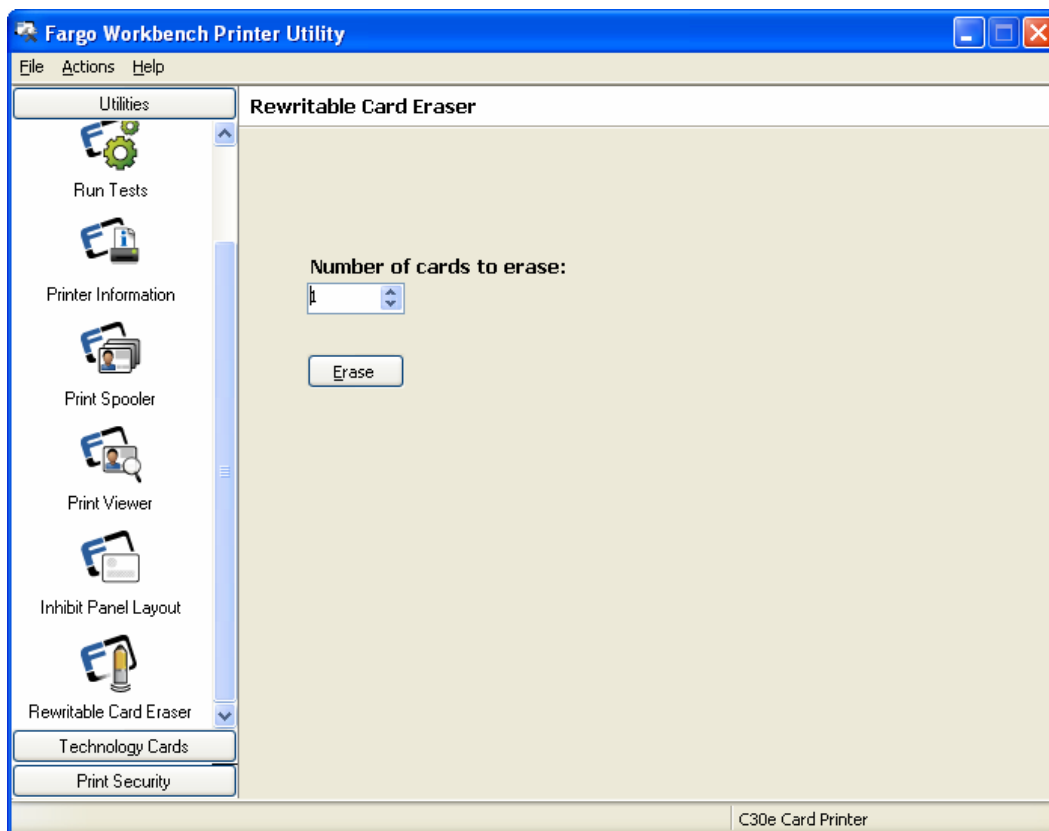 Fargo Workbench Printer Utility
File Actions Help
Utilities
Run Tests
Printer Information
Print Spooler
Print Viewer
Inhibit Panel Layout
Rewritable Card Eraser
Technology Cards
Print Security
Rewritable Card Eraser
Number of cards to erase:
1
Erase
C30e Card Printer